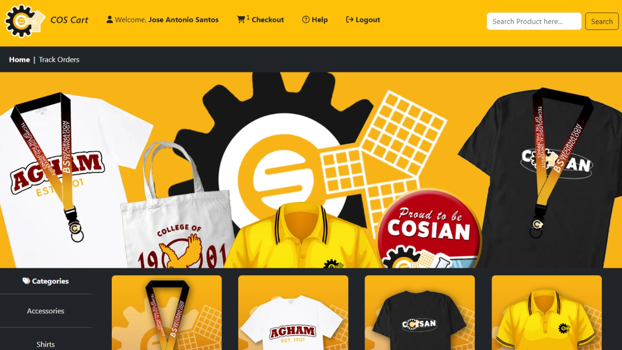 COS Cart
Welcome, Jose Antonio Santos
1 Checkout
Help
Logout
Search Product here...
Search
Home | Track Orders
AGHAM
EST. 1901
COLLEGE OF
1901
Proud to be
COSIAN
COSIAN
Categories
Accessories
Shirts
AGHAM
EST. 1901
COSIAN